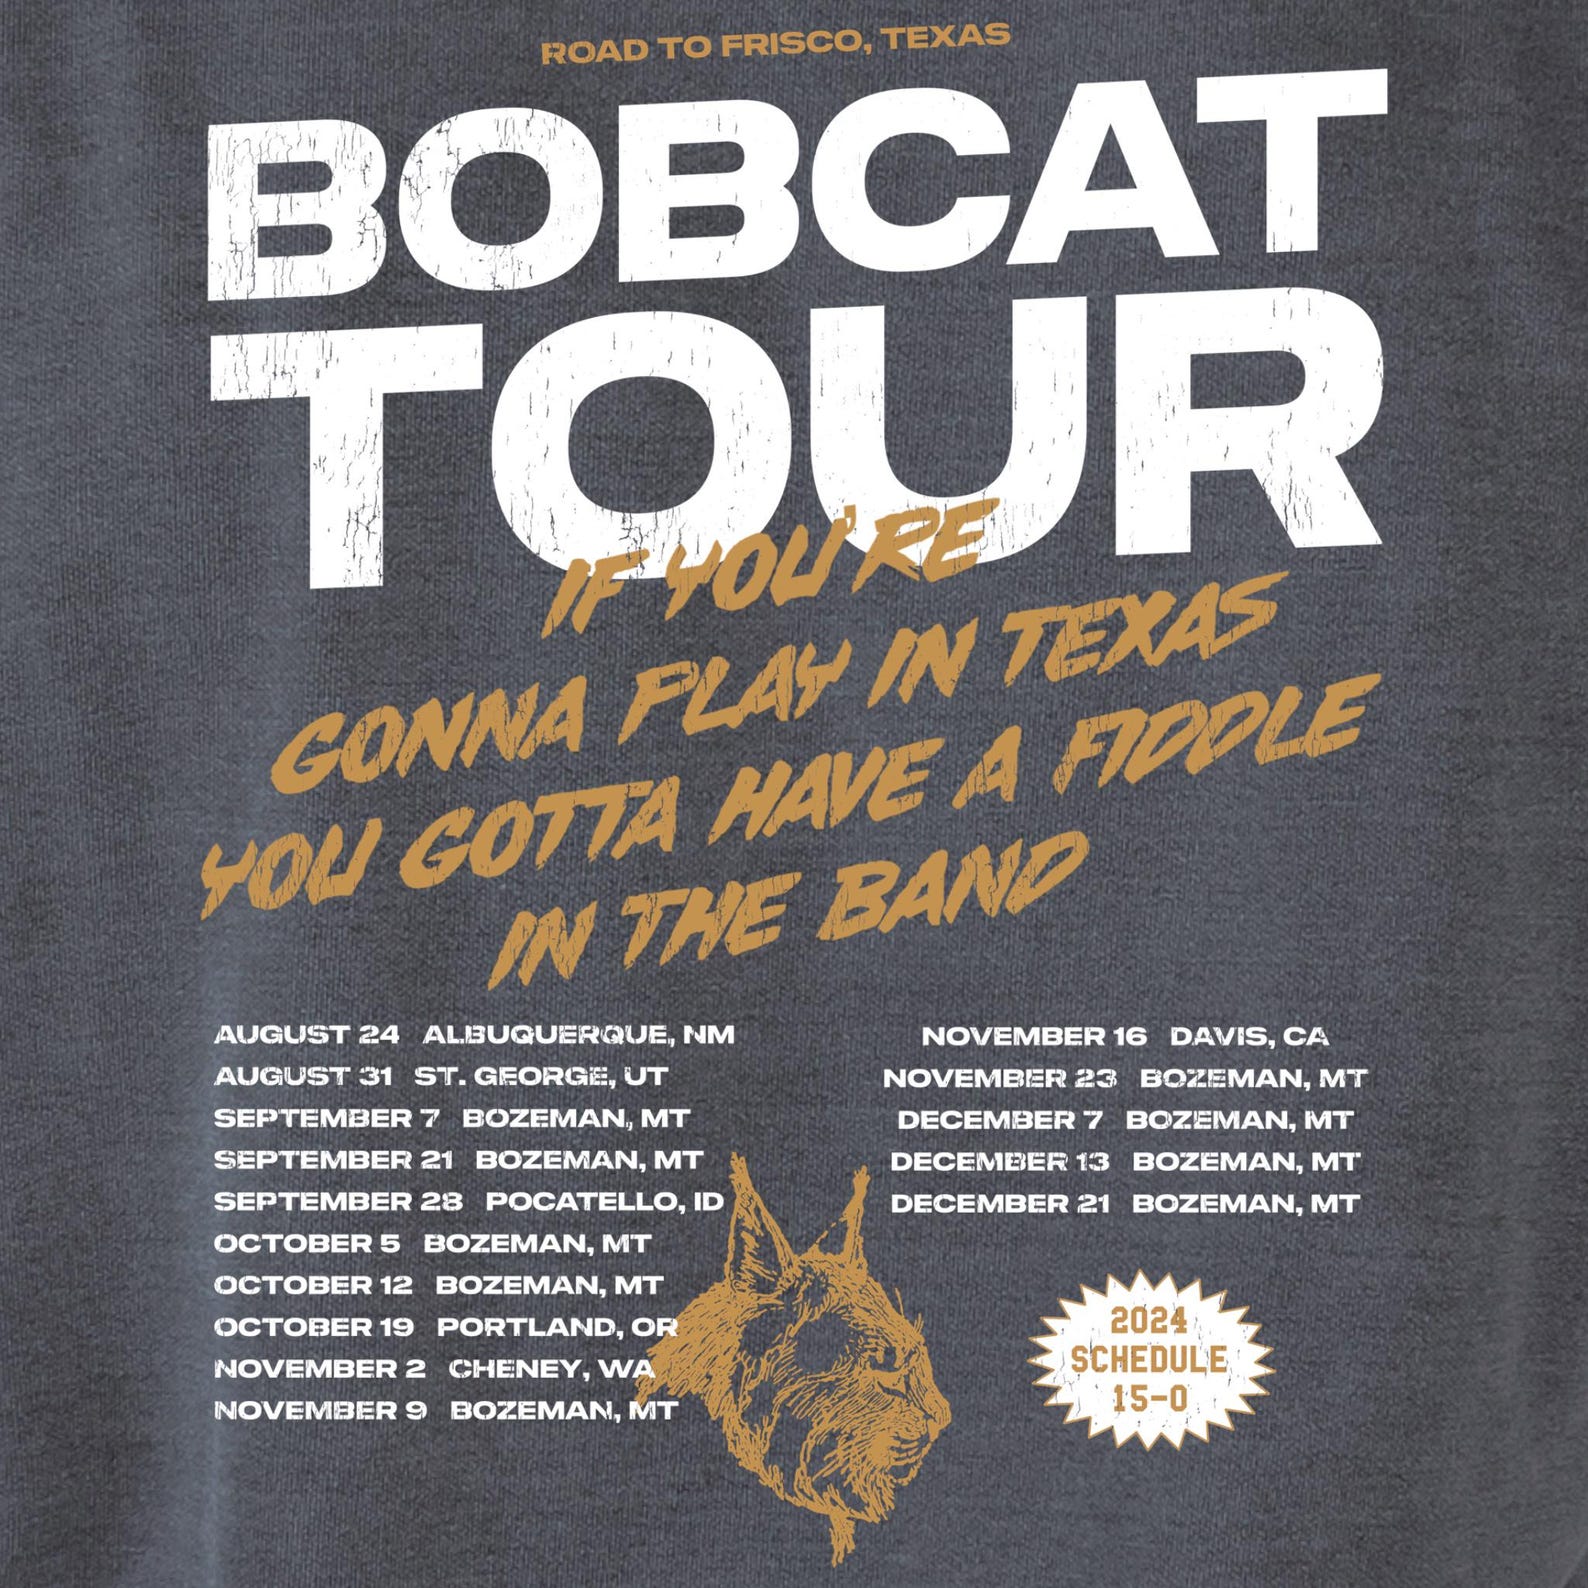 ROAD TO FRISCO, TEXAS
BOBCAT
TOUR
IF YOU'RE
GONNA PLAY IN TEXAS
YOU GOTTA HAVE A FIDDLE
IN THE BAND
AUGUST 24 ALBUQUERQUE, NM
AUGUST 31 ST. GEORGE, UT
SEPTEMBER 7 BOZEMAN, MT
SEPTEMBER 21 BOZEMAN, MT
SEPTEMBER 28 POCATELLO, ID
OCTOBER 5 BOZEMAN, MT
OCTOBER 12 BOZEMAN, MT
OCTOBER 19 PORTLAND, OR
NOVEMBER 2 CHENEY, WA
NOVEMBER 9 BOZEMAN, MT
NOVEMBER 16 DAVIS, CA
NOVEMBER 23 BOZEMAN, MT
DECEMBER 7 BOZEMAN, MT
DECEMBER 13 BOZEMAN, MT
DECEMBER 21 BOZEMAN, MT
2024
SCHEDULE
15-0